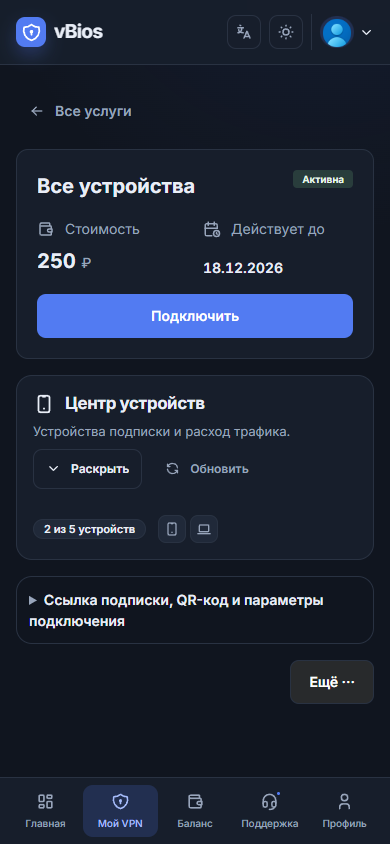 vBios
Все услуги
Все устройства
Активна
Стоимость
Действует до
250 ₽
18.12.2026
Подключить
Центр устройств
Устройства подписки и расход трафика.
Раскрыть
Обновить
2 из 5 устройств
Ссылка подписки, QR-код и параметры
подключения
Ещё ···
Главная
Мой VPN
Баланс
Поддержка
Профиль